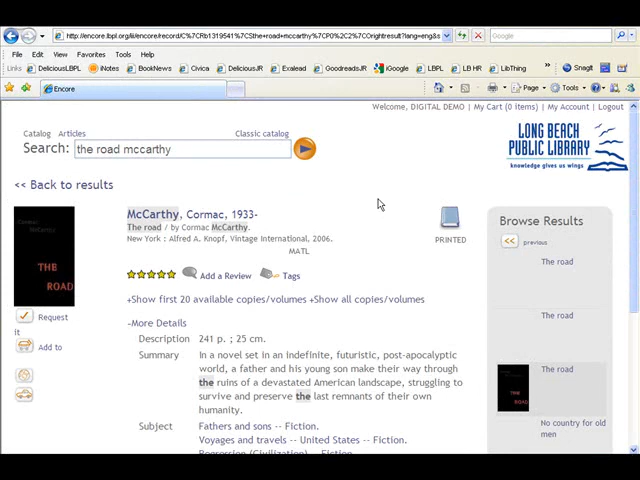 http://encore.lbpl.org/iii/encore/record/C%7CRb1319541%7CSthe+road+mccarthy%7CP0%2C2%7COrightresult?lang=eng&s
File Edit View Favorites Tools Help
Links DeliciousLBPL iNotes BookNews Civica DeliciousJR Exalead GoodreadsJR iGoogle LBPL LB HR LibThing » SnagIt
Encore Page Tools
Welcome, DIGITAL DEMO | My Cart (0 items) | My Account | Logout
Catalog Articles Classic catalog
Search: the road mccarthy
LONG BEACH
PUBLIC LIBRARY
knowledge gives us wings
<< Back to results
McCarthy, Cormac, 1933-
The road / by Cormac McCarthy.
New York : Alfred A. Knopf, Vintage International, 2006.
MATL
PRINTED
Cormac
McCarthy
THE
ROAD
Add a Review Tags
+Show first 20 available copies/volumes +Show all copies/volumes
Request
it
Add to
-More Details
Description 241 p. ; 25 cm.
Summary In a novel set in an indefinite, futuristic, post-apocalyptic
world, a father and his young son make their way through
the ruins of a devastated American landscape, struggling to
survive and preserve the last remnants of their own
humanity.
Subject Fathers and sons -- Fiction.
Voyages and travels -- United States -- Fiction.
Regression (Civilization) -- Fiction.
Browse Results
<< previous
The road
The road
The road
No country for old
men